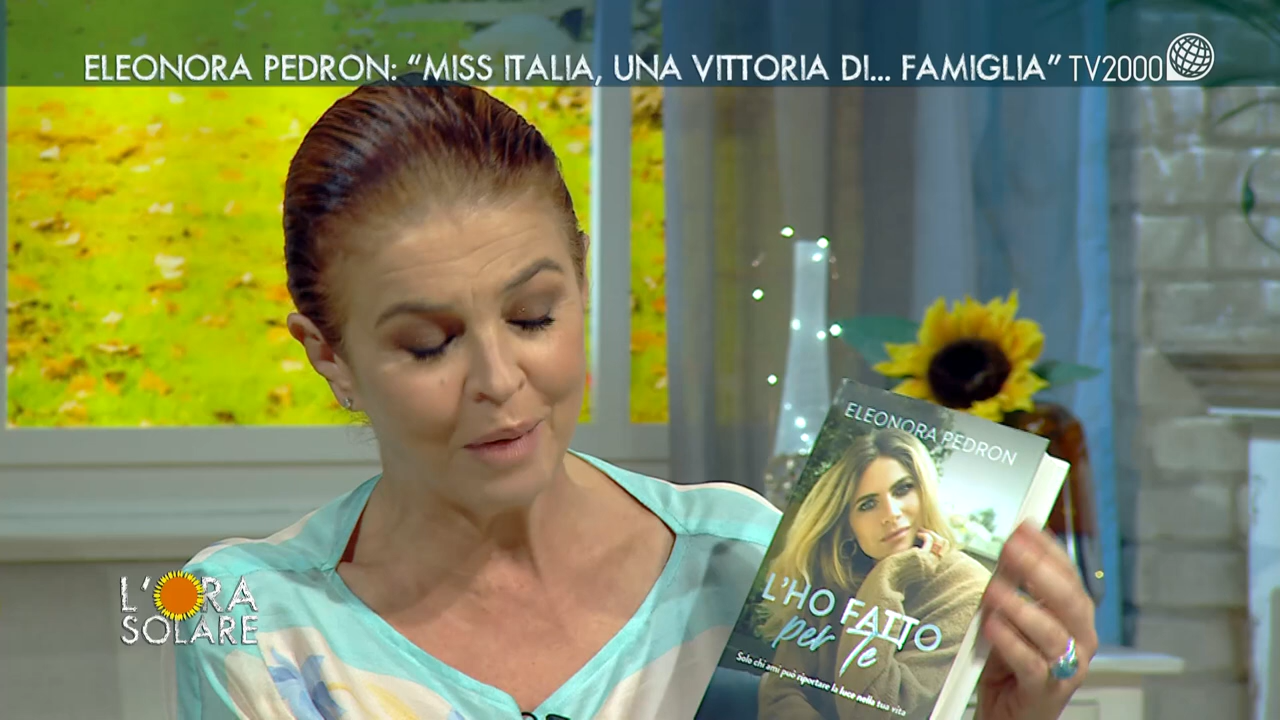 ELEONORA PEDRON: “MISS ITALIA, UNA VITTORIA DI... FAMIGLIA” TV2000
ELEONORA PEDRON
L'HO FATTO
per Te
Solo chi ami può riportare la luce nella tua vita
L'ORA
SOLARE